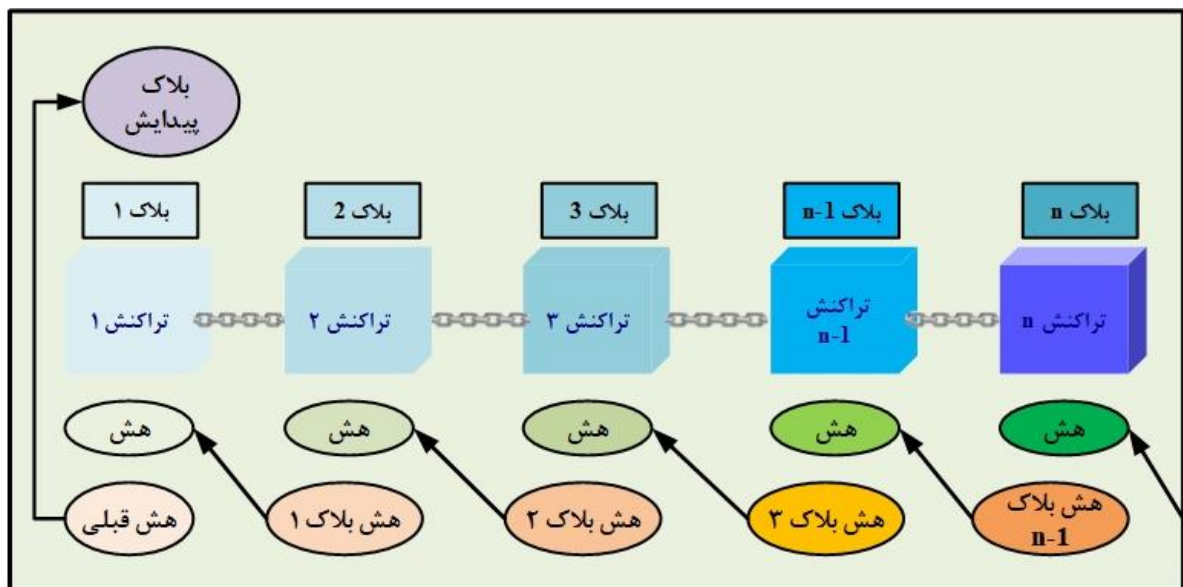 بلاک
پیدایش
بلاک ۱
بلاک 2
بلاک 3
بلاک n-1
بلاک n
تراکنش ۱
تراکنش ۲
تراکنش ۳
تراکنش
n-1
تراکنش n
هش
هش
هش
هش
هش
هش قبلی
هش بلاک ۱
هش بلاک ۲
هش بلاک ۳
هش بلاک
n-1